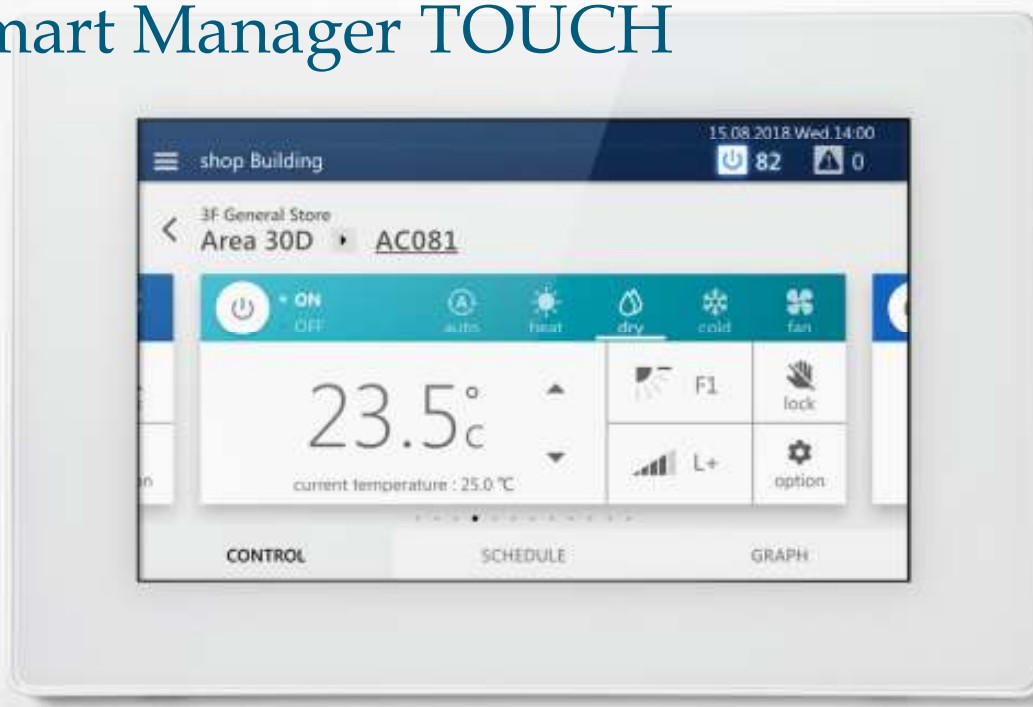 mart Manager TOUCH
15.08.2018.Wed.14:00
shop Building
82
0
3F General Store
Area 30D
AC081
ON
OFF
A
auto
heat
dry
cold
fan
23.5°c
F1
lock
L+
option
current temperature : 25.0 ℃
CONTROL
SCHEDULE
GRAPH